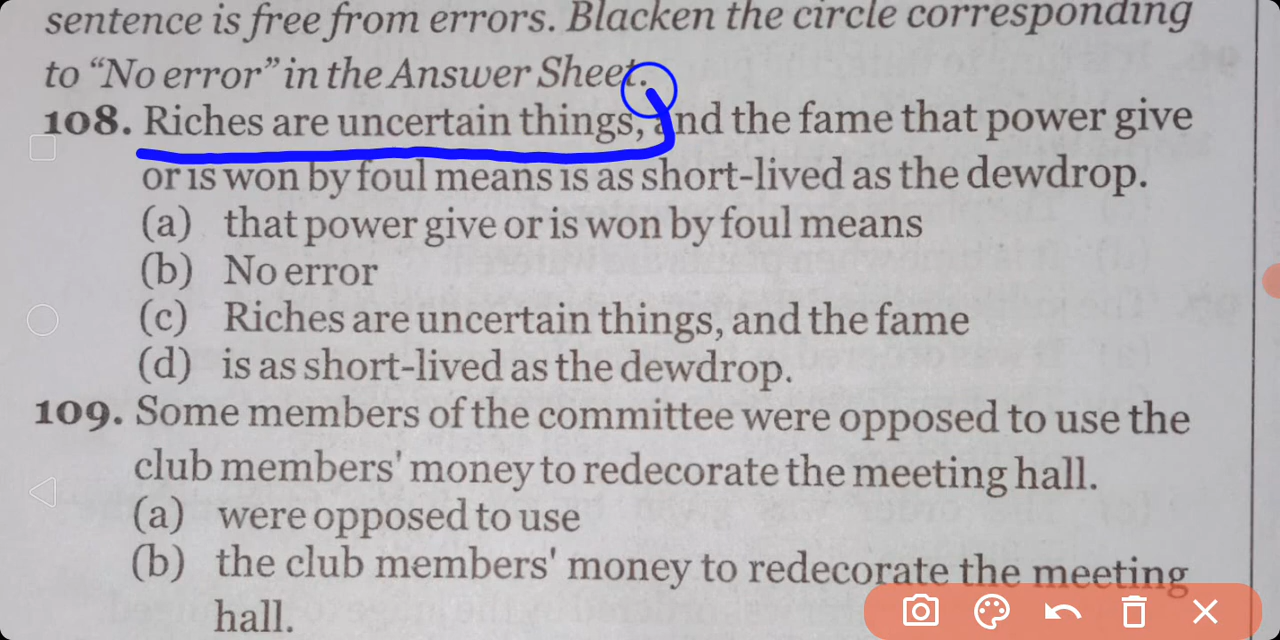 sentence is free from errors. Blacken the circle corresponding
to “No error” in the Answer Sheet.
108. Riches are uncertain things, and the fame that power give
or is won by foul means is as short-lived as the dewdrop.
(a) that power give or is won by foul means
(b) No error
(c) Riches are uncertain things, and the fame
(d) is as short-lived as the dewdrop.
109. Some members of the committee were opposed to use the
club members' money to redecorate the meeting hall.
(a) were opposed to use
(b) the club members' money to redecorate the meeting
hall.